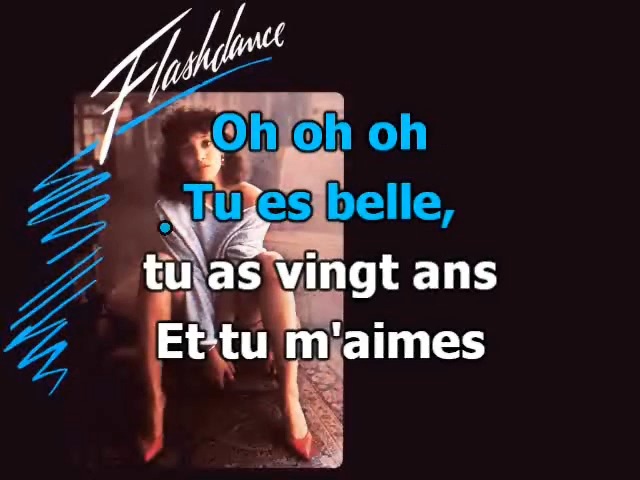 Flashdance
Oh oh oh
Tu es belle,
tu as vingt ans
Et tu m'aimes